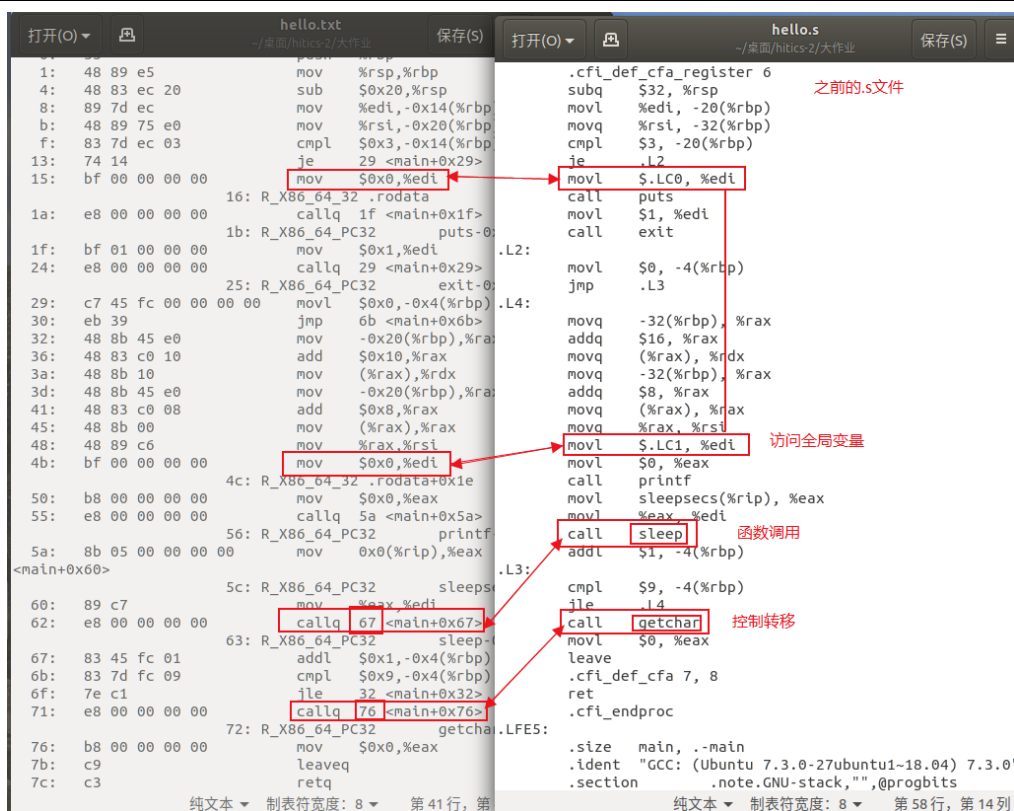 打开(O)
hello.txt
~/桌面/hitics-2/大作业
保存(S)
1: 48 89 e5 mov %rsp,%rbp
4: 48 83 ec 20 sub $0x20,%rsp
8: 89 7d ec mov %edi,-0x14(%rbp)
b: 48 89 75 e0 mov %rsi,-0x20(%rbp)
f: 83 7d ec 03 cmpl $0x3,-0x14(%rbp)
13: 74 14 je 29 <main+0x29>
15: bf 00 00 00 00 mov $0x0,%edi
16: R_X86_64_32 .rodata
1a: e8 00 00 00 00 callq 1f <main+0x1f>
1b: R_X86_64_PC32 puts-0
1f: bf 01 00 00 00 mov $0x1,%edi
24: e8 00 00 00 00 callq 29 <main+0x29>
25: R_X86_64_PC32 exit-0
29: c7 45 fc 00 00 00 00 movl $0x0,-0x4(%rbp)
30: eb 39 jmp 6b <main+0x6b>
32: 48 8b 45 e0 mov -0x20(%rbp),%ra
36: 48 83 c0 10 add $0x10,%rax
3a: 48 8b 10 mov (%rax),%rdx
3d: 48 8b 45 e0 mov -0x20(%rbp),%ra
41: 48 83 c0 08 add $0x8,%rax
45: 48 8b 00 mov (%rax),%rax
48: 48 89 c6 mov %rax,%rsi
4b: bf 00 00 00 00 mov $0x0,%edi
4c: R_X86_64_32 .rodata+0x1e
50: b8 00 00 00 00 mov $0x0,%eax
55: e8 00 00 00 00 callq 5a <main+0x5a>
56: R_X86_64_PC32 printf
5a: 8b 05 00 00 00 00 mov 0x0(%rip),%eax
<main+0x60>
5c: R_X86_64_PC32 sleeps
60: 89 c7 mov %eax,%edi
62: e8 00 00 00 00 callq 67 <main+0x67>
63: R_X86_64_PC32 sleep-0
67: 83 45 fc 01 addl $0x1,-0x4(%rbp)
6b: 83 7d fc 09 cmpl $0x9,-0x4(%rbp)
6f: 7e c1 jle 32 <main+0x32>
71: e8 00 00 00 00 callq 76 <main+0x76>
72: R_X86_64_PC32 getcha
76: b8 00 00 00 00 mov $0x0,%eax
7b: c9 leaveq
7c: c3 retq
纯文本 制表符宽度：8 第 41 行，第
打开(O)
hello.s
~/桌面/hitics-2/大作业
保存(S)
.cfi_def_cfa_register 6
之前的.s文件
subq $32, %rsp
movl %edi, -20(%rbp)
movq %rsi, -32(%rbp)
cmpl $3, -20(%rbp)
je .L2
movl $.LC0, %edi
call puts
movl $1, %edi
call exit
.L2:
movl $0, -4(%rbp)
jmp .L3
.L4:
movq -32(%rbp), %rax
addq $16, %rax
movq (%rax), %rdx
movq -32(%rbp), %rax
addq $8, %rax
movq (%rax), %rax
movq %rax, %rsi
movl $.LC1, %edi
访问全局变量
movl $0, %eax
call printf
movl sleepsecs(%rip), %eax
movl %eax, %edi
call sleep
函数调用
addl $1, -4(%rbp)
.L3:
cmpl $9, -4(%rbp)
jle .L4
call getchar
控制转移
movl $0, %eax
leave
.cfi_def_cfa 7, 8
ret
.cfi_endproc
.LFE5:
.size main, .-main
.ident "GCC: (Ubuntu 7.3.0-27ubuntu1~18.04) 7.3.0"
.section .note.GNU-stack,"",@progbits
纯文本 制表符宽度：8 第 58 行，第 14 列